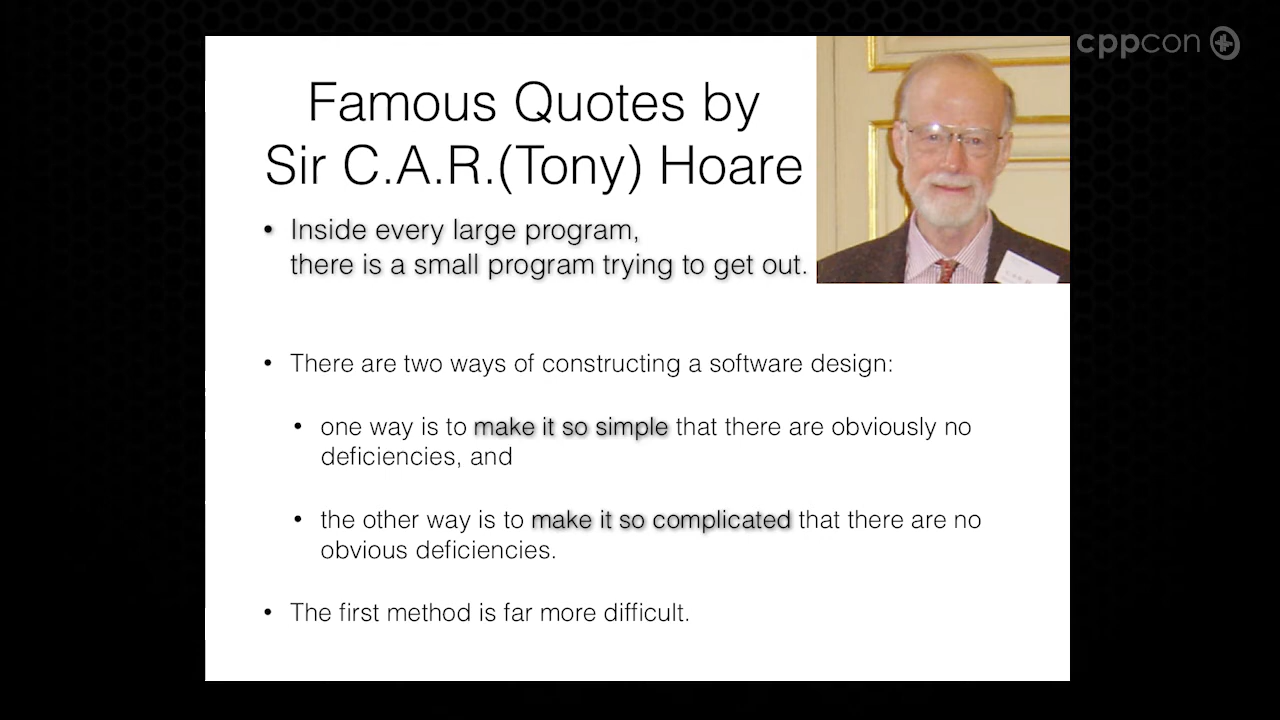 cppcon
Famous Quotes by
Sir C.A.R.(Tony) Hoare
• Inside every large program,
there is a small program trying to get out.
• There are two ways of constructing a software design:
• one way is to make it so simple that there are obviously no
deficiencies, and
• the other way is to make it so complicated that there are no
obvious deficiencies.
• The first method is far more difficult.